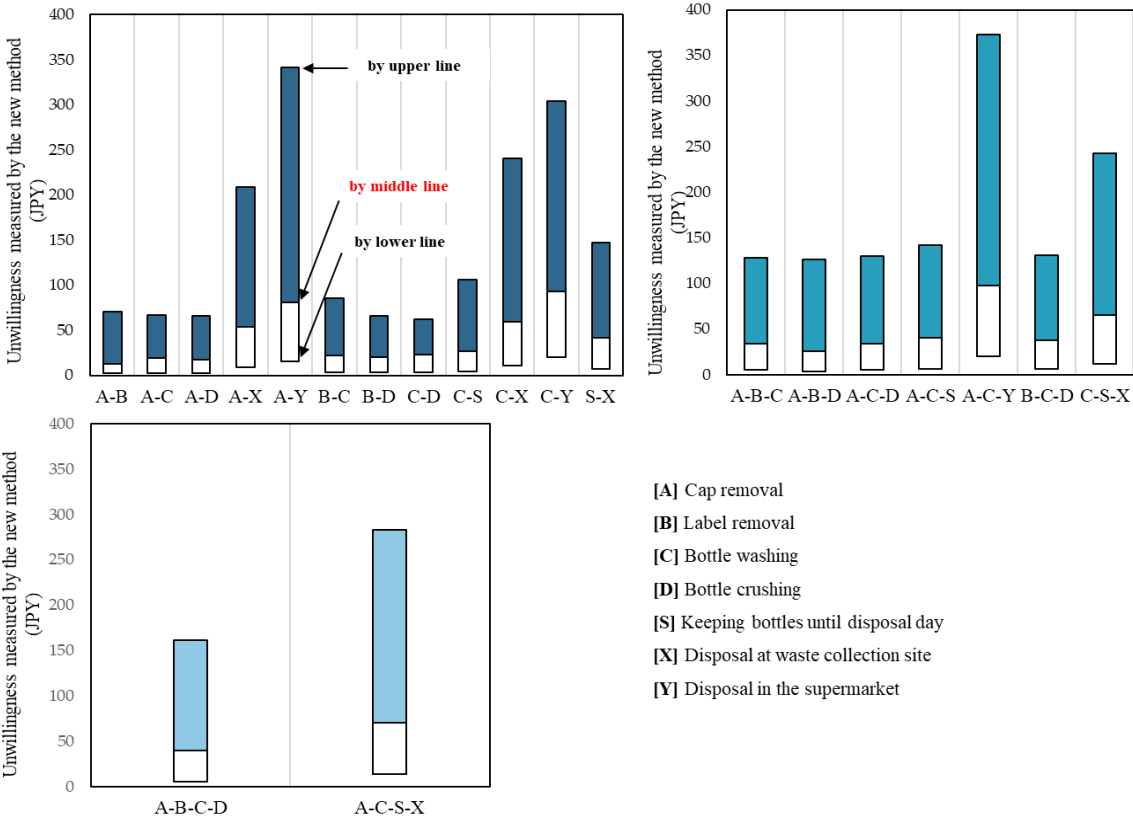 Unwillingness measured by the new method
(JPY)
400
350
300
250
200
150
100
50
0
by upper line
by middle line
by lower line
A-B A-C A-D A-X A-Y B-C B-D C-D C-S C-X C-Y S-X
Unwillingness measured by the new method
(JPY)
400
350
300
250
200
150
100
50
0
A-B-C A-B-D A-C-D A-C-S A-C-Y B-C-D C-S-X
Unwillingness measured by the new method
(JPY)
400
350
300
250
200
150
100
50
0
A-B-C-D A-C-S-X
[A] Cap removal
[B] Label removal
[C] Bottle washing
[D] Bottle crushing
[S] Keeping bottles until disposal day
[X] Disposal at waste collection site
[Y] Disposal in the supermarket